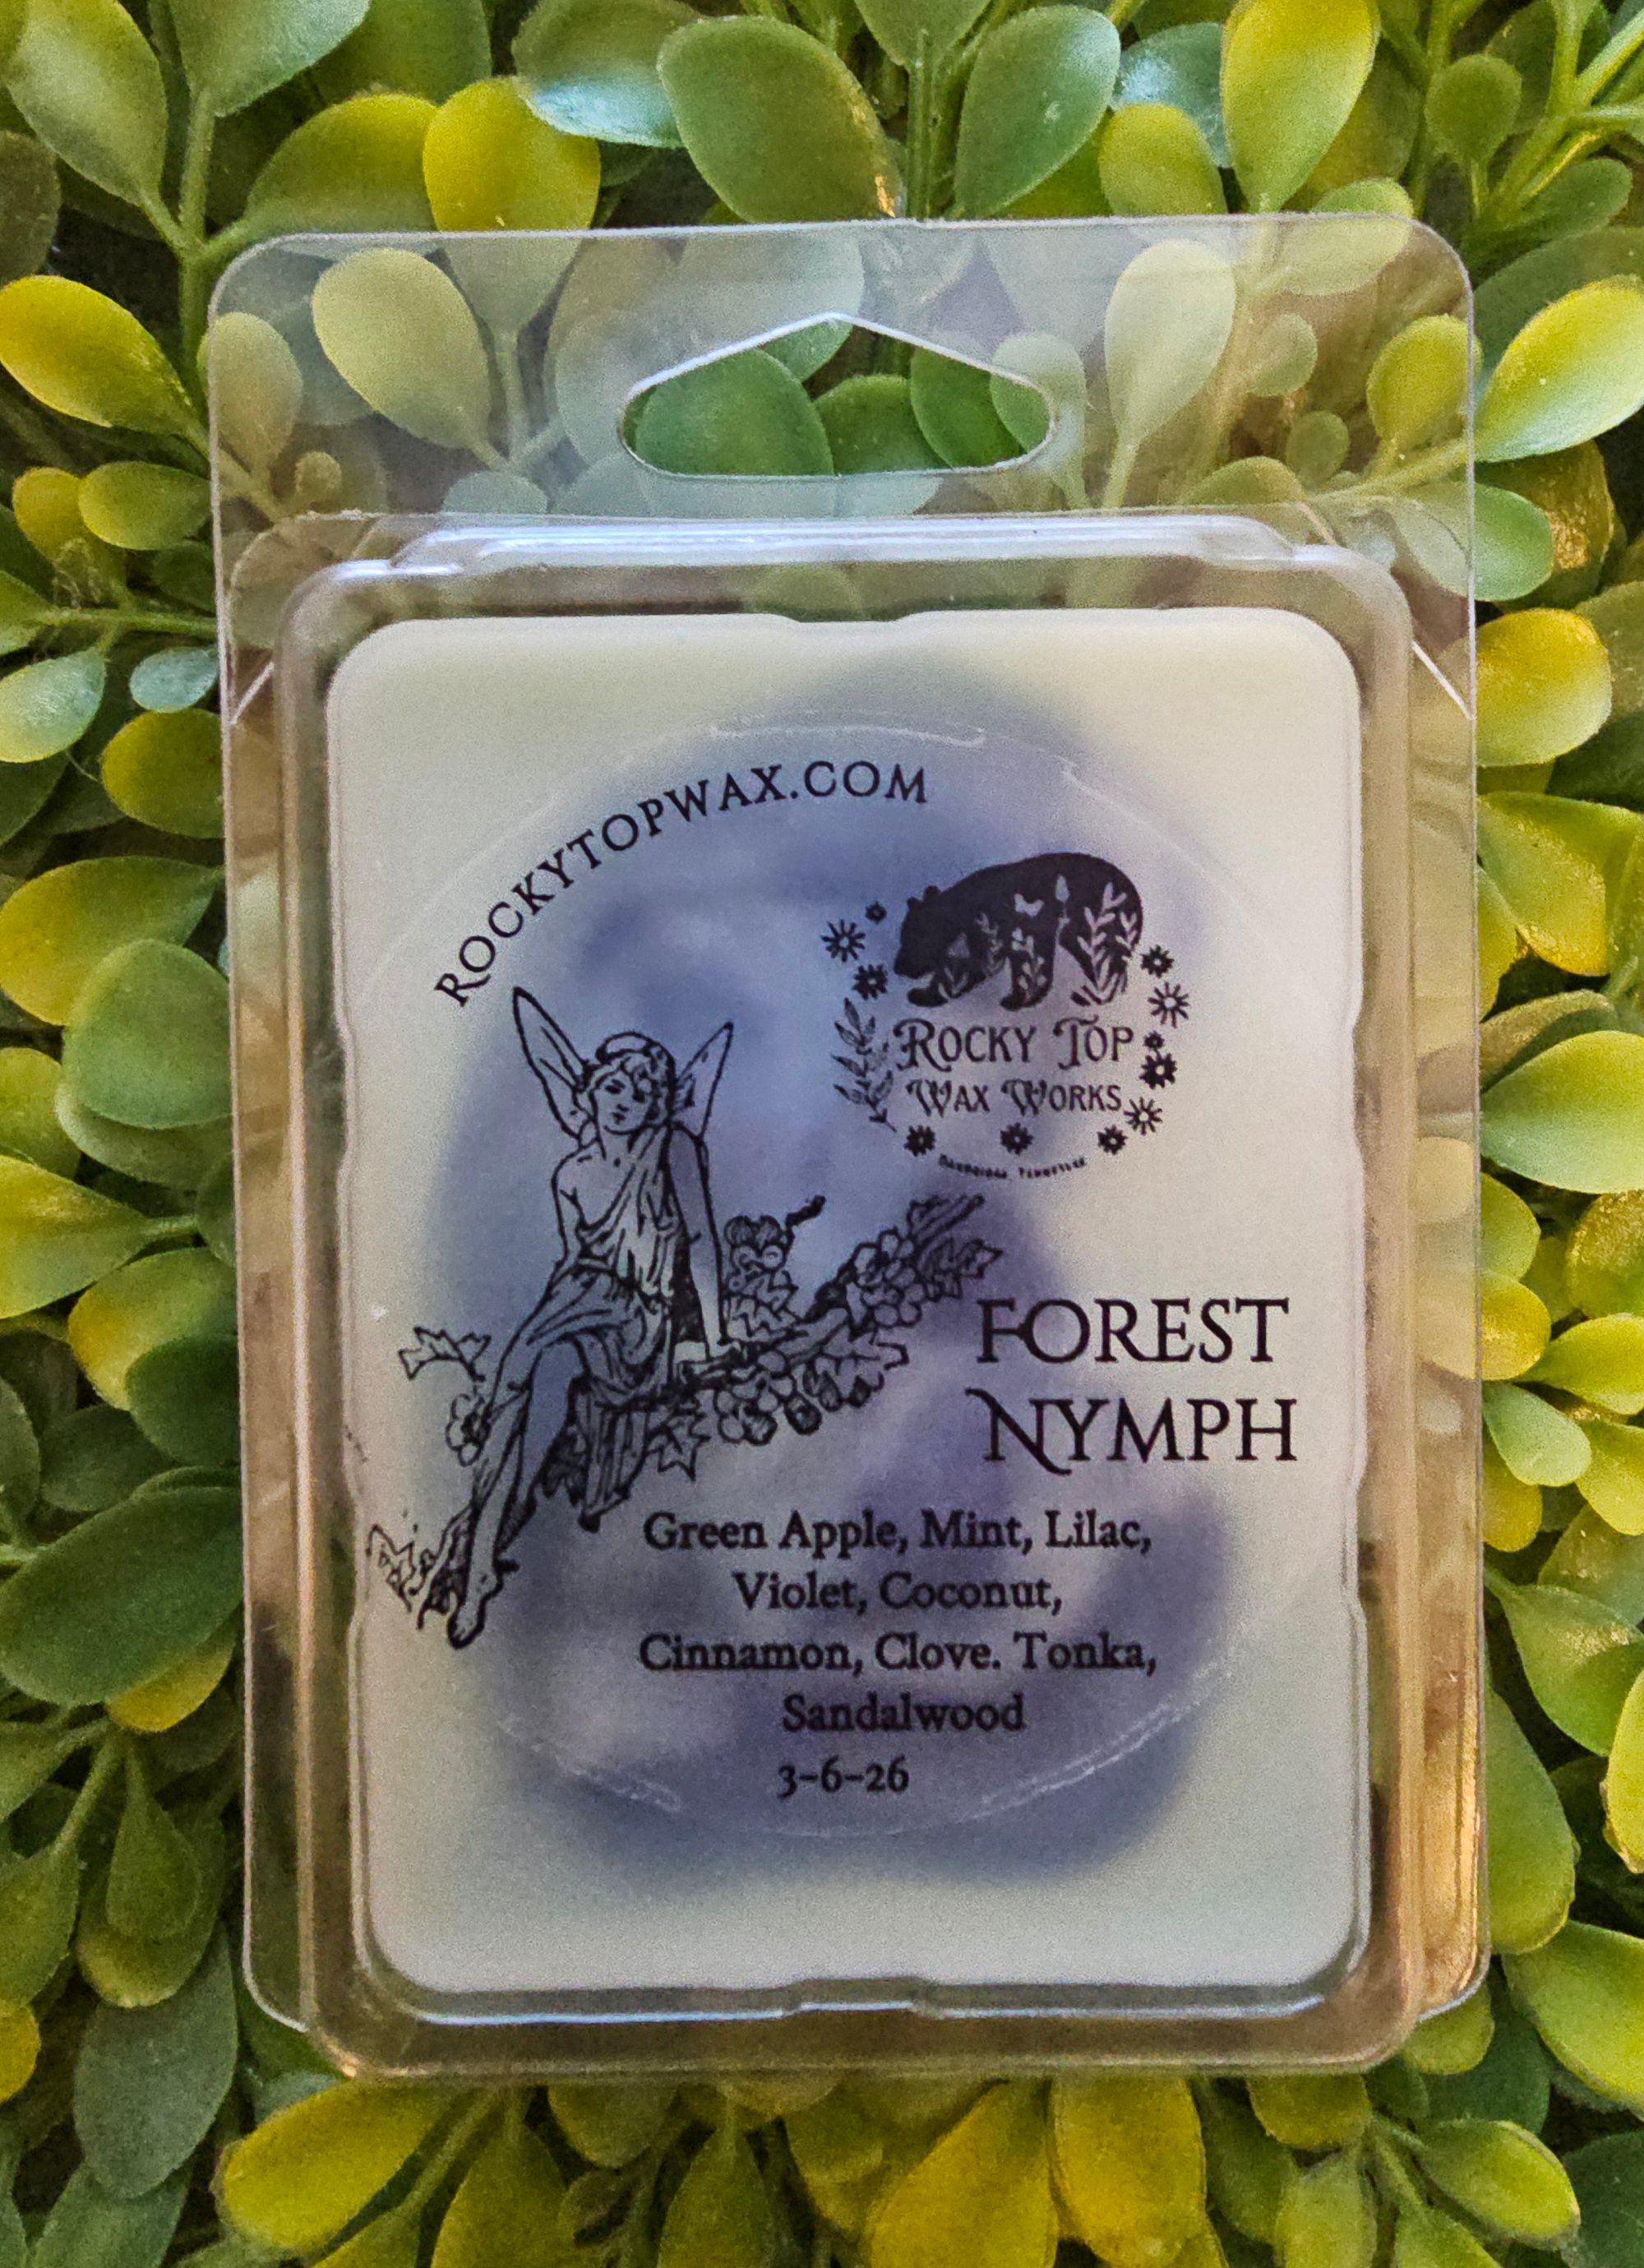 ROCKYTOPWAX.COM
ROCKY TOP
WAX WORKS
TENNESSEE
FOREST
NYMPH
Green Apple, Mint, Lilac,
Violet, Coconut,
Cinnamon, Clove. Tonka,
Sandalwood
3-6-26